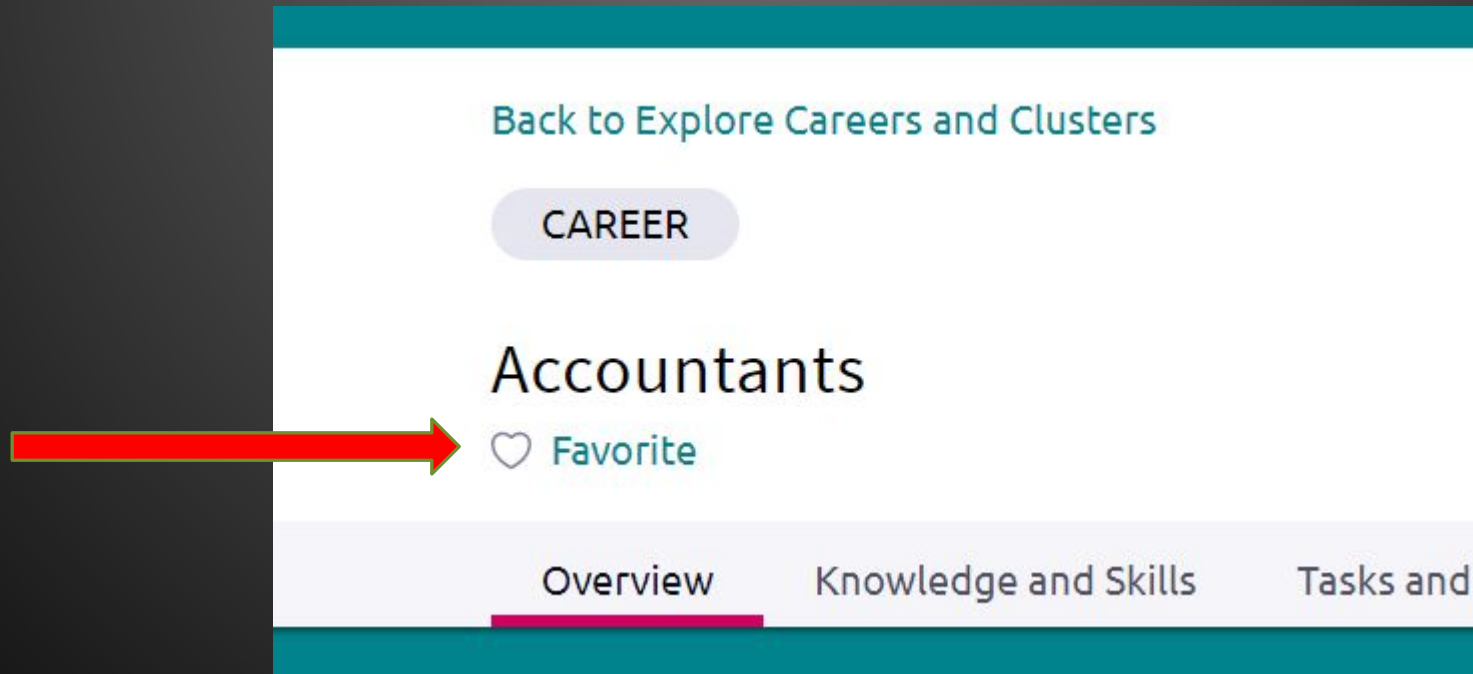 Back to Explore Careers and Clusters
CAREER
Accountants
Favorite
Overview Knowledge and Skills Tasks and